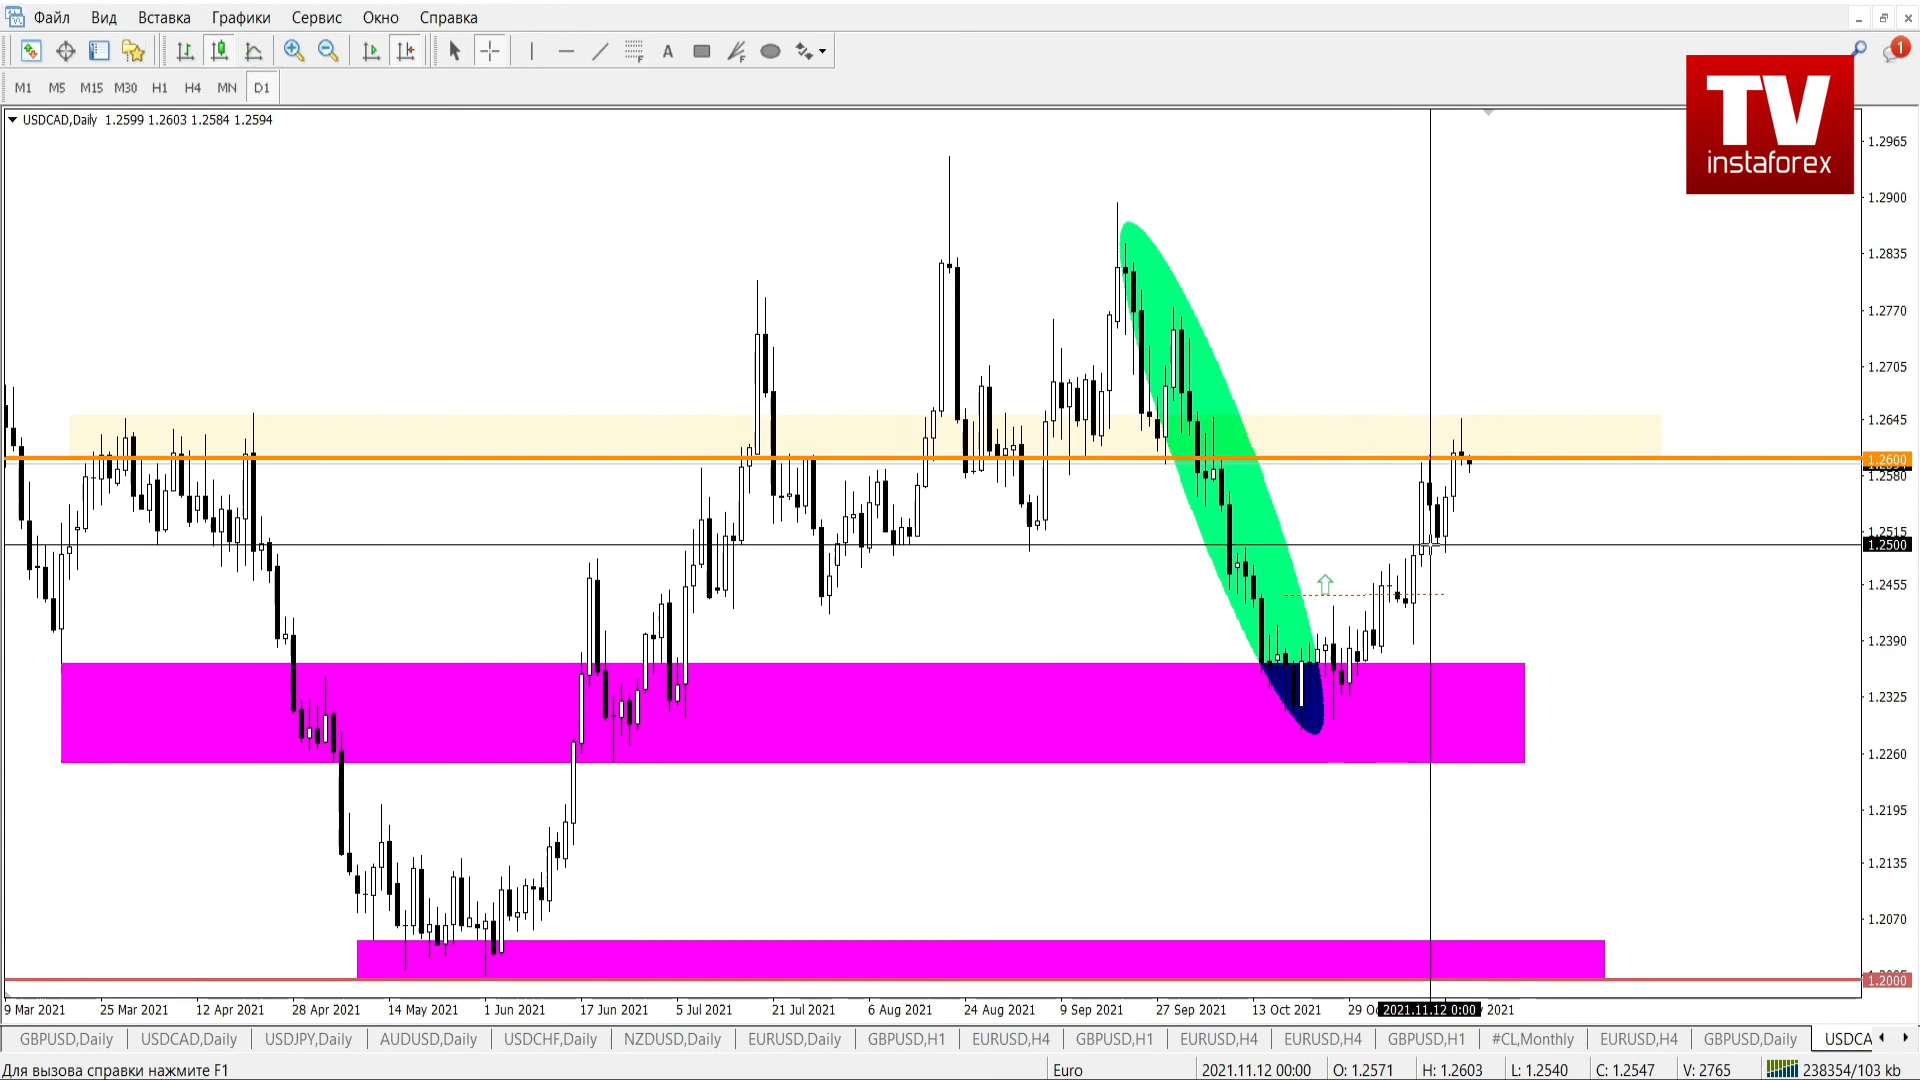 Файл Вид Вставка Графики Сервис Окно Справка
1
A
F
F
M1 M5 M15 M30 H1 H4 MN D1
TV
instaforex
USDCAD,Daily 1.2599 1.2603 1.2584 1.2594
1.2965
1.2900
1.2835
1.2770
1.2705
1.2645
1.2600
1.2580
1.2515
1.2500
1.2455
1.2390
1.2325
1.2260
1.2195
1.2135
1.2070
1.2000
9 Mar 2021 25 Mar 2021 12 Apr 2021 28 Apr 2021 14 May 2021 1 Jun 2021 17 Jun 2021 5 Jul 2021 21 Jul 2021 6 Aug 2021 24 Aug 2021 9 Sep 2021 27 Sep 2021 13 Oct 2021 29 2021.11.12 0:00 2021
GBPUSD,Daily USDCAD,Daily USDJPY,Daily AUDUSD,Daily USDCHF,Daily NZDUSD,Daily EURUSD,Daily GBPUSD,H1 EURUSD,H4 GBPUSD,H1 EURUSD,H4 EURUSD,H4 GBPUSD,H1 #CL,Monthly EURUSD,H4 GBPUSD,Daily USDCA
Для вызова справки нажмите F1 Euro 2021.11.12 00:00 O: 1.2571 H: 1.2603 L: 1.2540 C: 1.2547 V: 2765 238354/103 kb